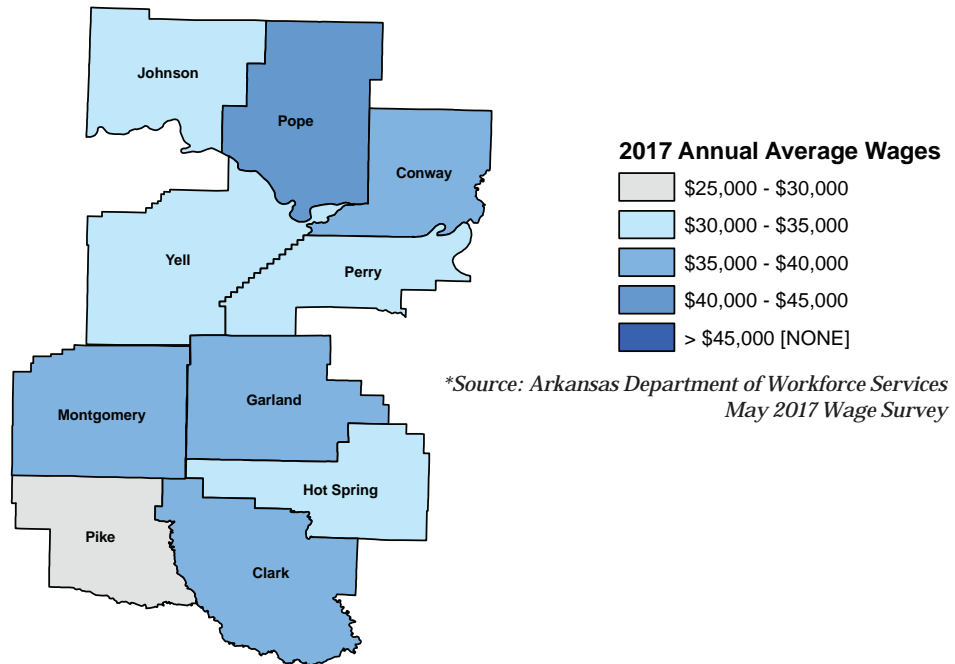 Johnson
Pope
Conway
Yell
Perry
Montgomery
Garland
Hot Spring
Pike
Clark
2017 Annual Average Wages
$25,000 - $30,000
$30,000 - $35,000
$35,000 - $40,000
$40,000 - $45,000
> $45,000 [NONE]
*Source: Arkansas Department of Workforce Services
May 2017 Wage Survey